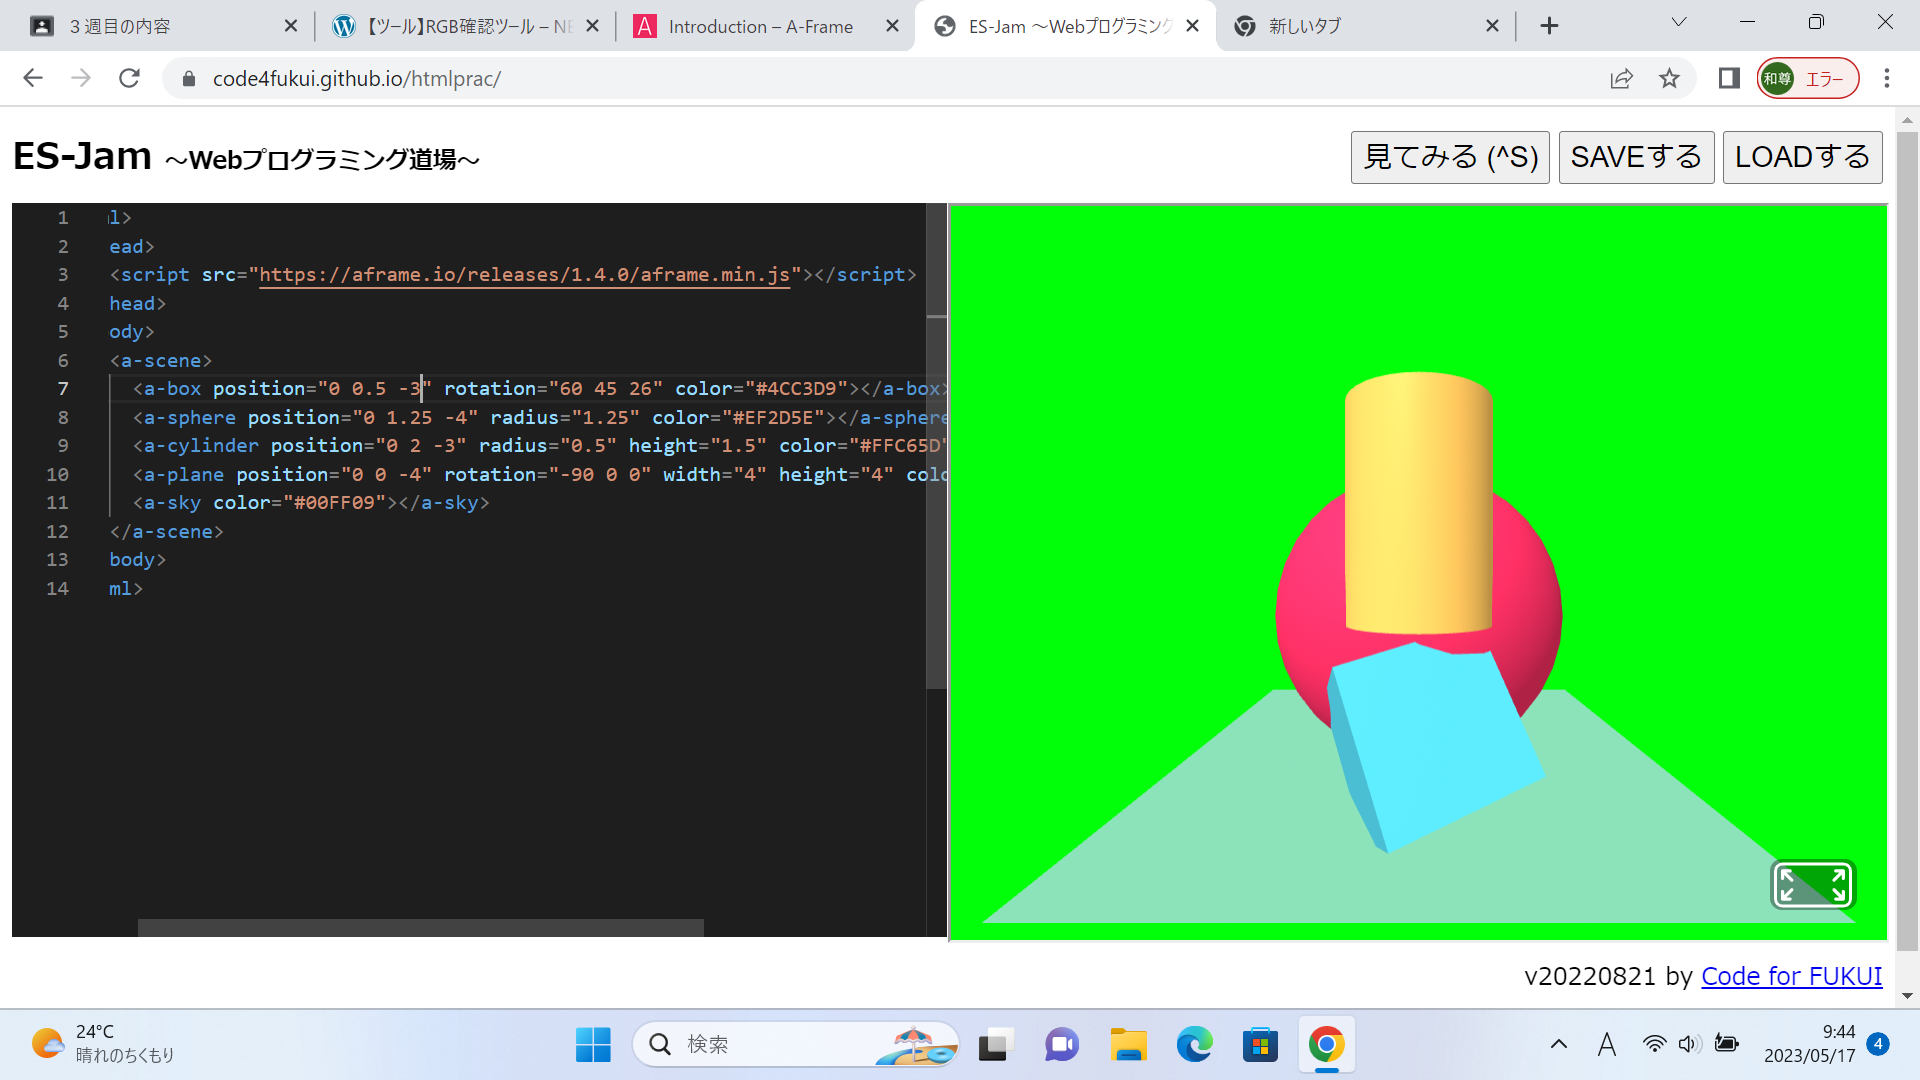 ３週目の内容
【ツール】RGB確認ツール – NE
Introduction – A-Frame
ES-Jam ～Webプログラミング
新しいタブ
code4fukui.github.io/htmlprac/
和尊
エラー
ES-Jam ～Webプログラミング道場～
見てみる (^S)
SAVEする
LOADする
1 l>
2 ead>
3 <script src="https://aframe.io/releases/1.4.0/aframe.min.js"></script>
4 head>
5 ody>
6 <a-scene>
7 <a-box position="0 0.5 -3" rotation="60 45 26" color="#4CC3D9"></a-box>
8 <a-sphere position="0 1.25 -4" radius="1.25" color="#EF2D5E"></a-sphere
9 <a-cylinder position="0 2 -3" radius="0.5" height="1.5" color="#FFC65D"
10 <a-plane position="0 0 -4" rotation="-90 0 0" width="4" height="4" colo
11 <a-sky color="#00FF09"></a-sky>
12 </a-scene>
13 body>
14 ml>
v20220821 by Code for FUKUI
24°C
晴れのちくもり
検索
A
9:44
2023/05/17
4